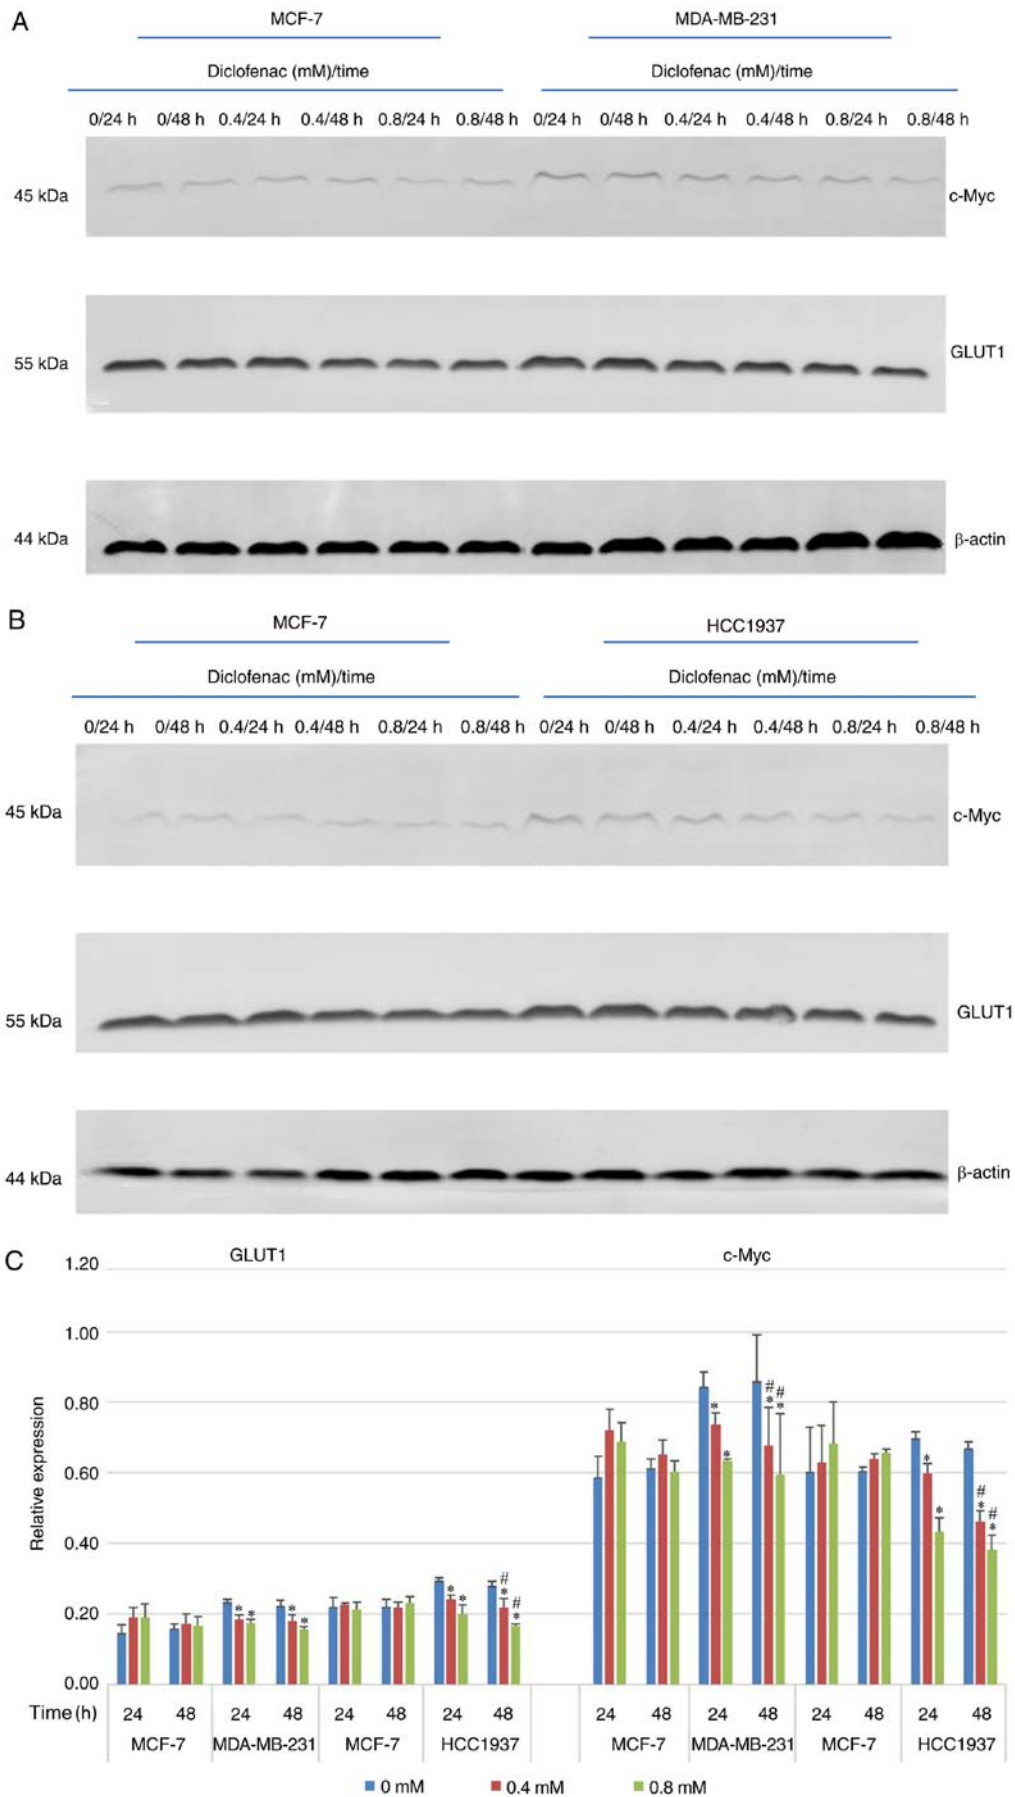 A
MCF-7 MDA-MB-231
Diclofenac (mM)/time Diclofenac (mM)/time
0/24 h 0/48 h 0.4/24 h 0.4/48 h 0.8/24 h 0.8/48 h 0/24 h 0/48 h 0.4/24 h 0.4/48 h 0.8/24 h 0.8/48 h
45 kDa c-Myc
55 kDa GLUT1
44 kDa β-actin
B
MCF-7 HCC1937
Diclofenac (mM)/time Diclofenac (mM)/time
0/24 h 0/48 h 0.4/24 h 0.4/48 h 0.8/24 h 0.8/48 h 0/24 h 0/48 h 0.4/24 h 0.4/48 h 0.8/24 h 0.8/48 h
45 kDa c-Myc
55 kDa GLUT1
44 kDa β-actin
C
GLUT1 c-Myc
1.20
1.00
0.80
0.60
0.40
0.20
0.00
Relative expression
* * * * * * # * # * * * # * # * * * # * # *
Time (h) 24 48 24 48 24 48 24 48 24 48 24 48 24 48 24 48
MCF-7 MDA-MB-231 MCF-7 HCC1937 MCF-7 MDA-MB-231 MCF-7 HCC1937
0 mM 0.4 mM 0.8 mM